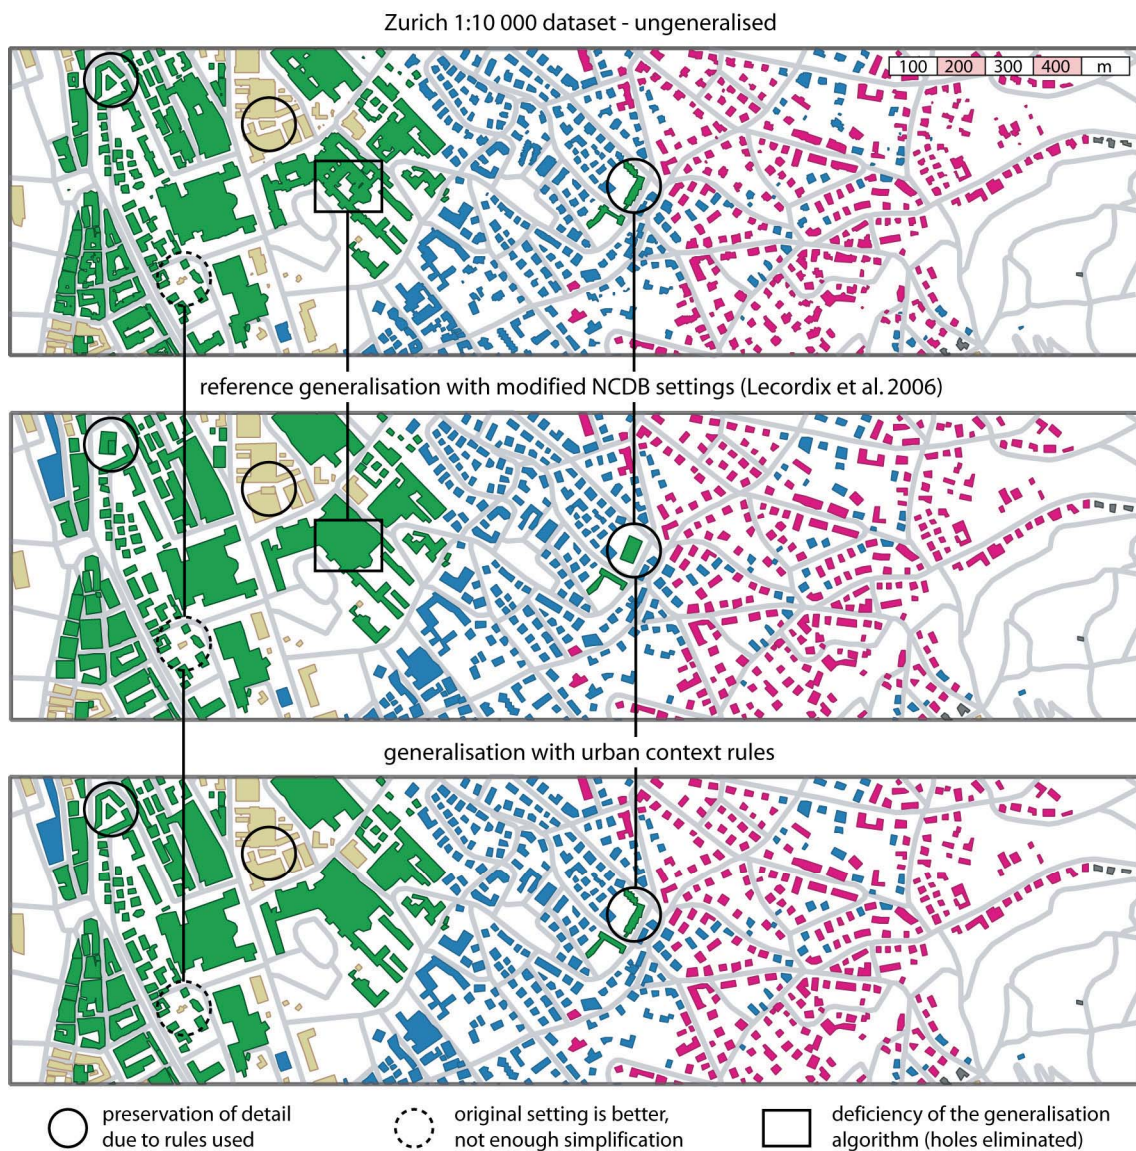 Zurich 1:10 000 dataset - ungeneralised
100 200 300 400 m
reference generalisation with modified NCDB settings (Lecordix et al. 2006)
generalisation with urban context rules
preservation of detail
due to rules used
original setting is better,
not enough simplification
deficiency of the generalisation
algorithm (holes eliminated)